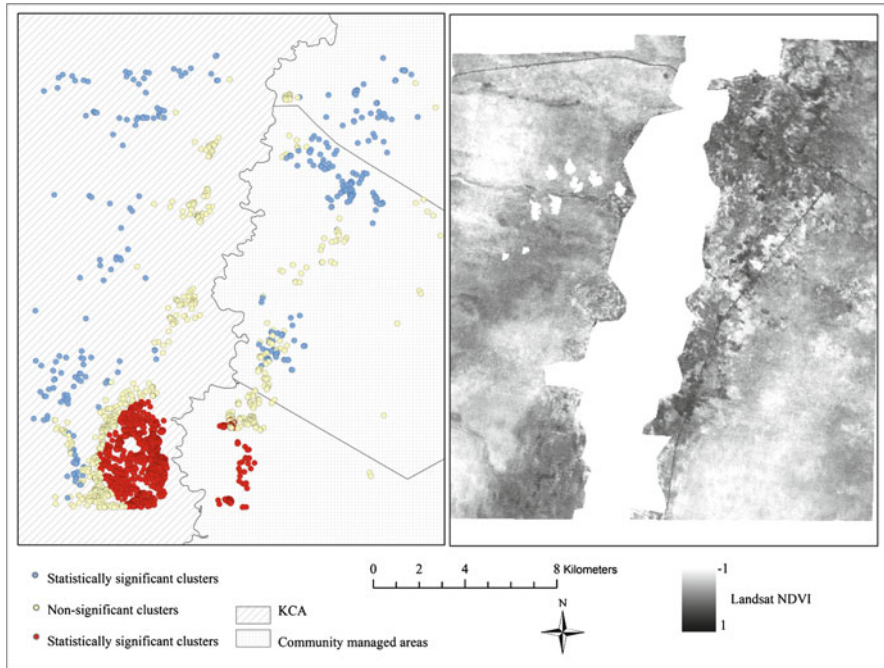 Statistically significant clusters
Non-significant clusters
Statistically significant clusters
KCA
Community managed areas
0 2 4 8 Kilometers
N
-1
Landsat NDVI
1